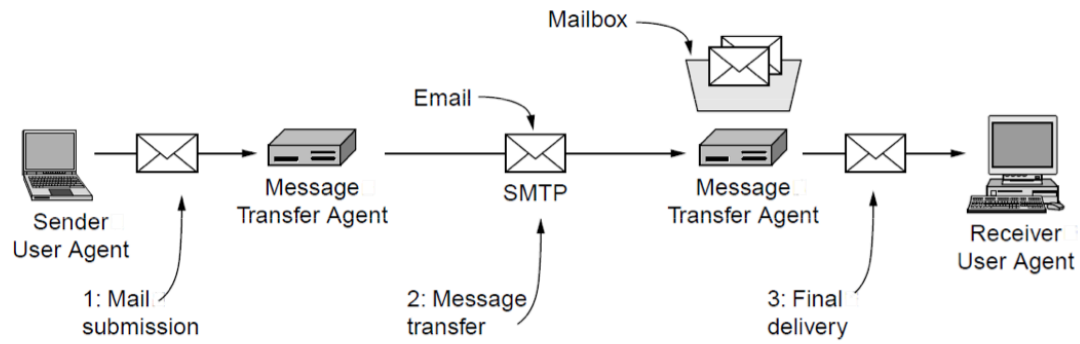 Mailbox
Email
SMTP
Message
Transfer Agent
Message
Transfer Agent
Sender
User Agent
Receiver
User Agent
1: Mail
submission
2: Message
transfer
3: Final
delivery